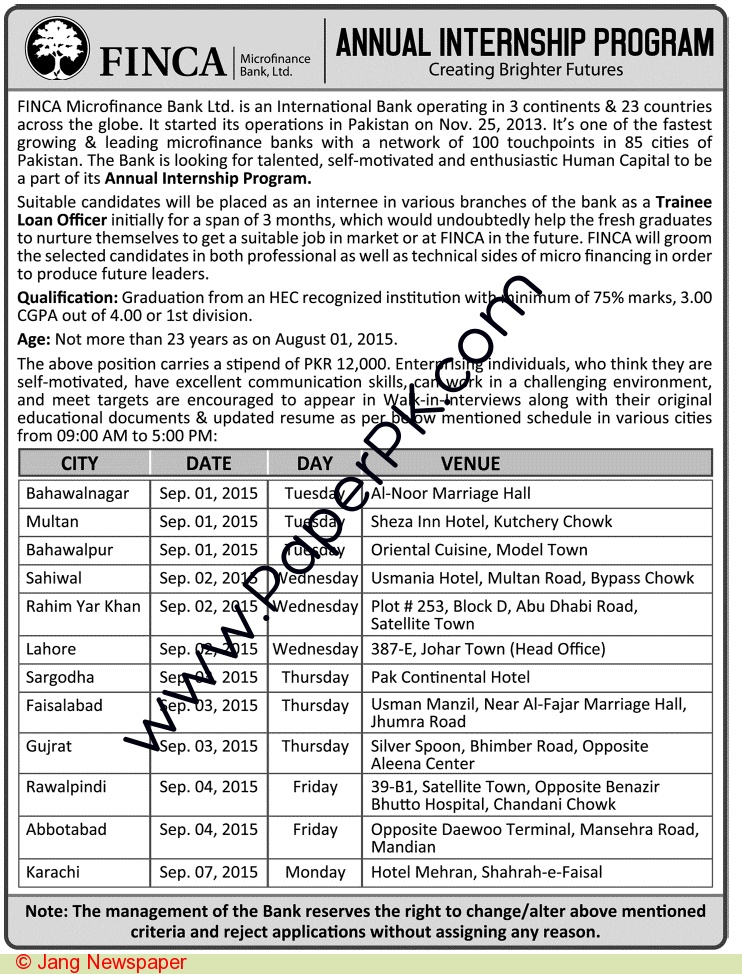 FINCA Microfinance
Bank, Ltd.
ANNUAL INTERNSHIP PROGRAM
Creating Brighter Futures
FINCA Microfinance Bank Ltd. is an International Bank operating in 3 continents & 23 countries
across the globe. It started its operations in Pakistan on Nov. 25, 2013. It's one of the fastest
growing & leading microfinance banks with a network of 100 touchpoints in 85 cities of
Pakistan. The Bank is looking for talented, self-motivated and enthusiastic Human Capital to be
a part of its Annual Internship Program.
Suitable candidates will be placed as an internee in various branches of the bank as a Trainee
Loan Officer initially for a span of 3 months, which would undoubtedly help the fresh graduates
to nurture themselves to get a suitable job in market or at FINCA in the future. FINCA will groom
the selected candidates in both professional as well as technical sides of micro financing in order
to produce future leaders.
Qualification: Graduation from an HEC recognized institution with minimum of 75% marks, 3.00
CGPA out of 4.00 or 1st division.
Age: Not more than 23 years as on August 01, 2015.
The above position carries a stipend of PKR 12,000. Enterprising individuals, who think they are
self-motivated, have excellent communication skills, can work in a challenging environment,
and meet targets are encouraged to appear in Walk-in-Interviews along with their original
educational documents & updated resume as per below mentioned schedule in various cities
from 09:00 AM to 5:00 PM:
CITY DATE DAY VENUE
Bahawalnagar Sep. 01, 2015 Tuesday Al-Noor Marriage Hall
Multan Sep. 01, 2015 Tuesday Sheza Inn Hotel, Kutchery Chowk
Bahawalpur Sep. 01, 2015 Tuesday Oriental Cuisine, Model Town
Sahiwal Sep. 02, 2015 Wednesday Usmania Hotel, Multan Road, Bypass Chowk
Rahim Yar Khan Sep. 02, 2015 Wednesday Plot # 253, Block D, Abu Dhabi Road,
Satellite Town
Lahore Sep. 02, 2015 Wednesday 387-E, Johar Town (Head Office)
Sargodha Sep. 03, 2015 Thursday Pak Continental Hotel
Faisalabad Sep. 03, 2015 Thursday Usman Manzil, Near Al-Fajar Marriage Hall,
Jhumra Road
Gujrat Sep. 03, 2015 Thursday Silver Spoon, Bhimber Road, Opposite
Aleena Center
Rawalpindi Sep. 04, 2015 Friday 39-B1, Satellite Town, Opposite Benazir
Bhutto Hospital, Chandani Chowk
Abbotabad Sep. 04, 2015 Friday Opposite Daewoo Terminal, Mansehra Road,
Mandian
Karachi Sep. 07, 2015 Monday Hotel Mehran, Shahrah-e-Faisal
Note: The management of the Bank reserves the right to change/alter above mentioned
criteria and reject applications without assigning any reason.
www.PaperPK.com
© Jang Newspaper